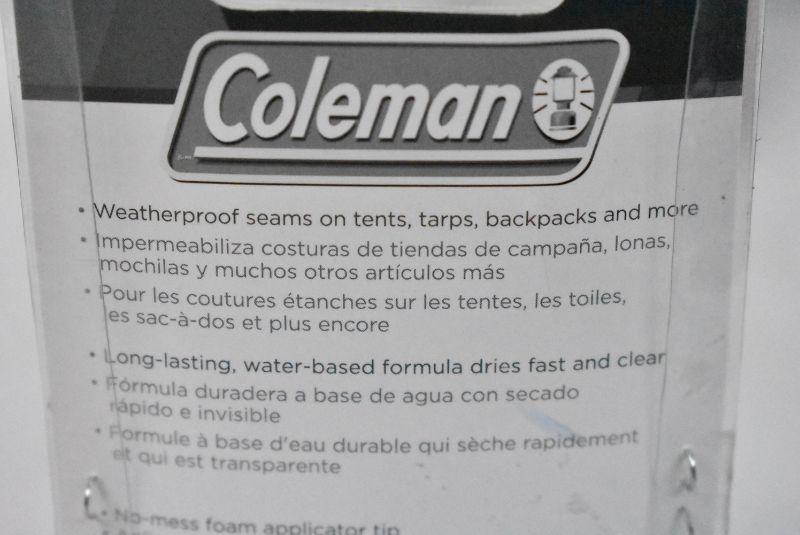 Coleman
• Weatherproof seams on tents, tarps, backpacks and more
• Impermeabiliza costuras de tiendas de campaña, lonas,
mochilas y muchos otros artículos más
• Pour les coutures étanches sur les tentes, les toiles,
les sac-à-dos et plus encore
• Long-lasting, water-based formula dries fast and clear
• Fórmula duradera a base de agua con secado
rápido e invisible
• Formule à base d'eau durable qui sèche rapidement
et qui est transparente
• No-mess foam applicator tip